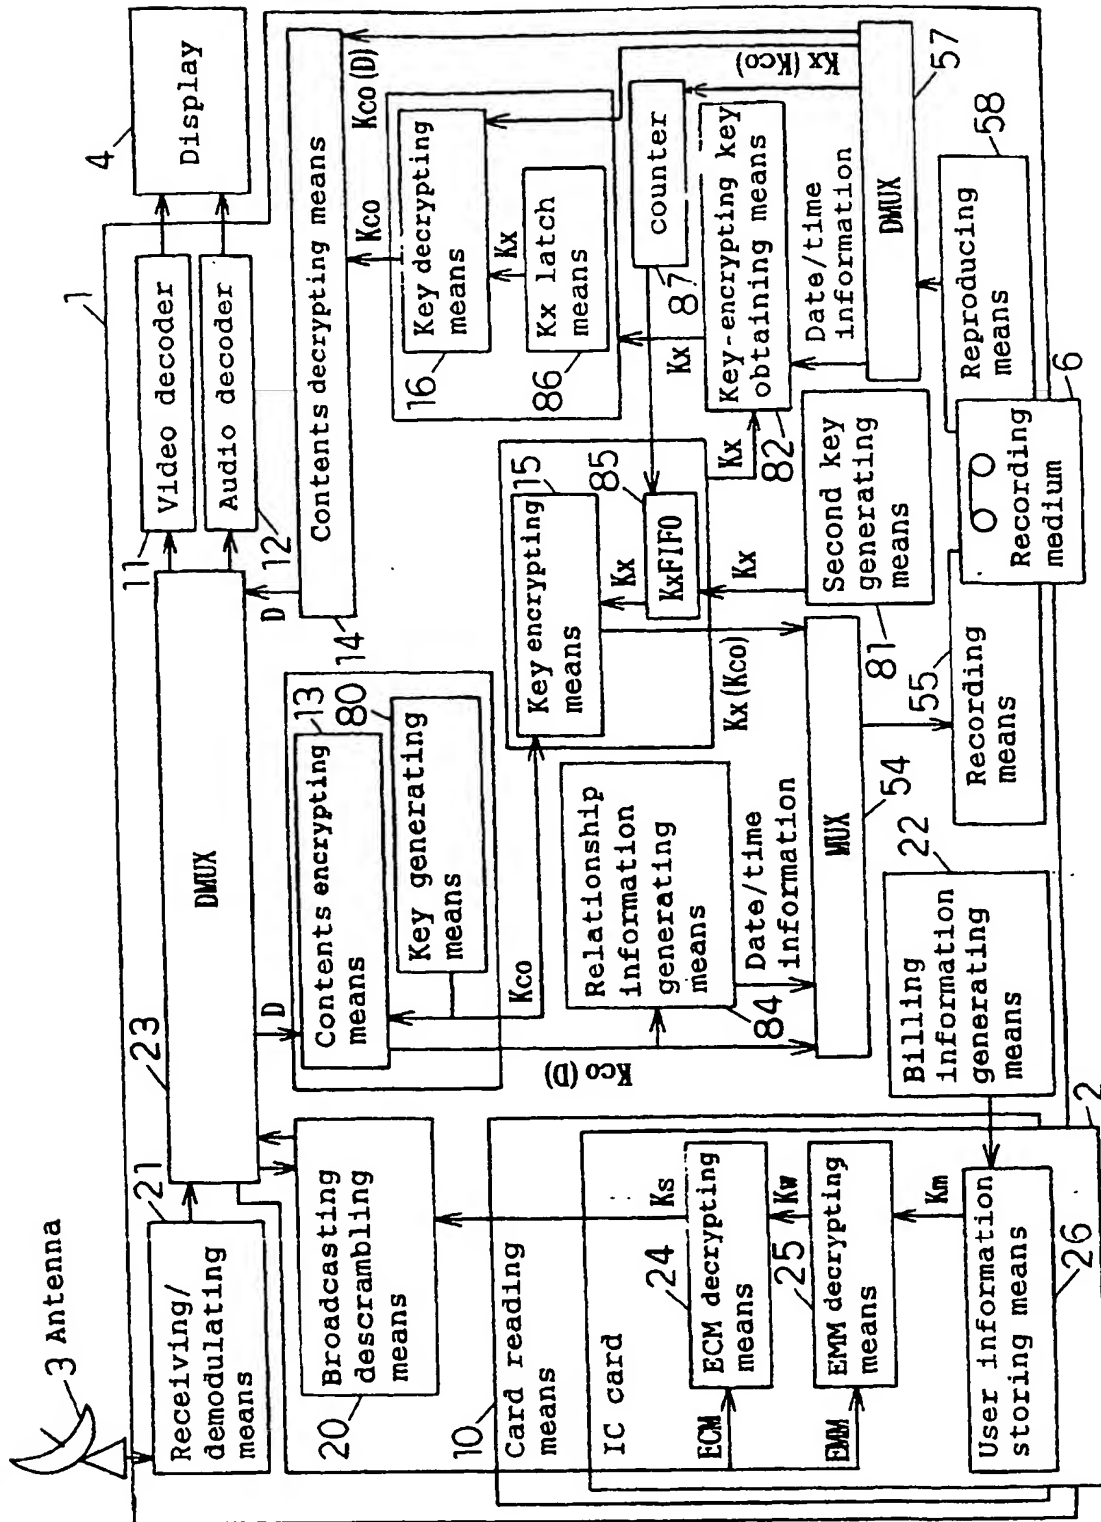 3 Antenna
1
4
Display
21
Receiving/
demodulating
means
23
DMUX
11
Video decoder
Audio decoder
12
D
D
20
Broadcasting
descrambling
means
13
Contents encrypting
means
80
Key generating
means
14
Contents decrypting means
Kco
Kco (D)
Kco
Kco (D)
16
Key decrypting
means
Kx
Kx latch
means
86
10
Card reading
means
IC card
Ks
24
ECM decrypting
means
ECM
Kw
25
EMM decrypting
means
EMM
Km
User information
storing means
26
2
22
Billing
information
generating
means
Relationship
information
generating
means
84
Date/time
information
15
Key encrypting
means
Kx
85
KxFIFO
Kx
Kx (Kco)
Kx
Kx
counter
87
Key-encrypting key
obtaining means
82
Kx (Kco)
Second key
generating
means
81
Date/time
information
DMUX
57
MUX
54
55
Recording
means
Recording
medium
6
Reproducing
means
58